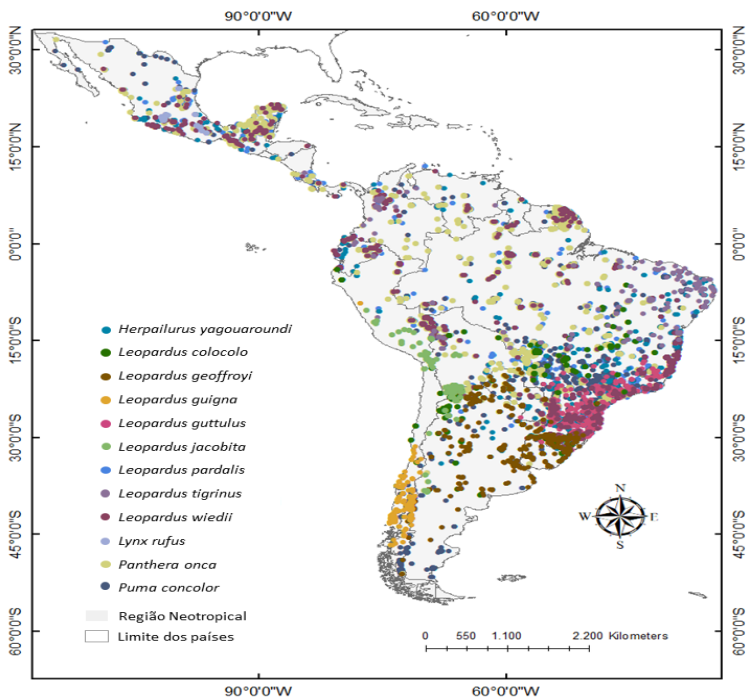 90°0'0"W 60°0'0"W
30°0'0"N
15°0'0"N
0°0'0"
15°0'0"S
30°0'0"S
45°0'0"S
60°0'0"S
30°0'0"N
15°0'0"N
0°0'0"
15°0'0"S
30°0'0"S
45°0'0"S
60°0'0"S
Herpailurus yagouaroundi
Leopardus colocolo
Leopardus geoffroyi
Leopardus guigna
Leopardus guttulus
Leopardus jacobita
Leopardus pardalis
Leopardus tigrinus
Leopardus wiedii
Lynx rufus
Panthera onca
Puma concolor
Região Neotropical
Limite dos países
N
W E
S
0 550 1.100 2.200 Kilometers
90°0'0"W 60°0'0"W